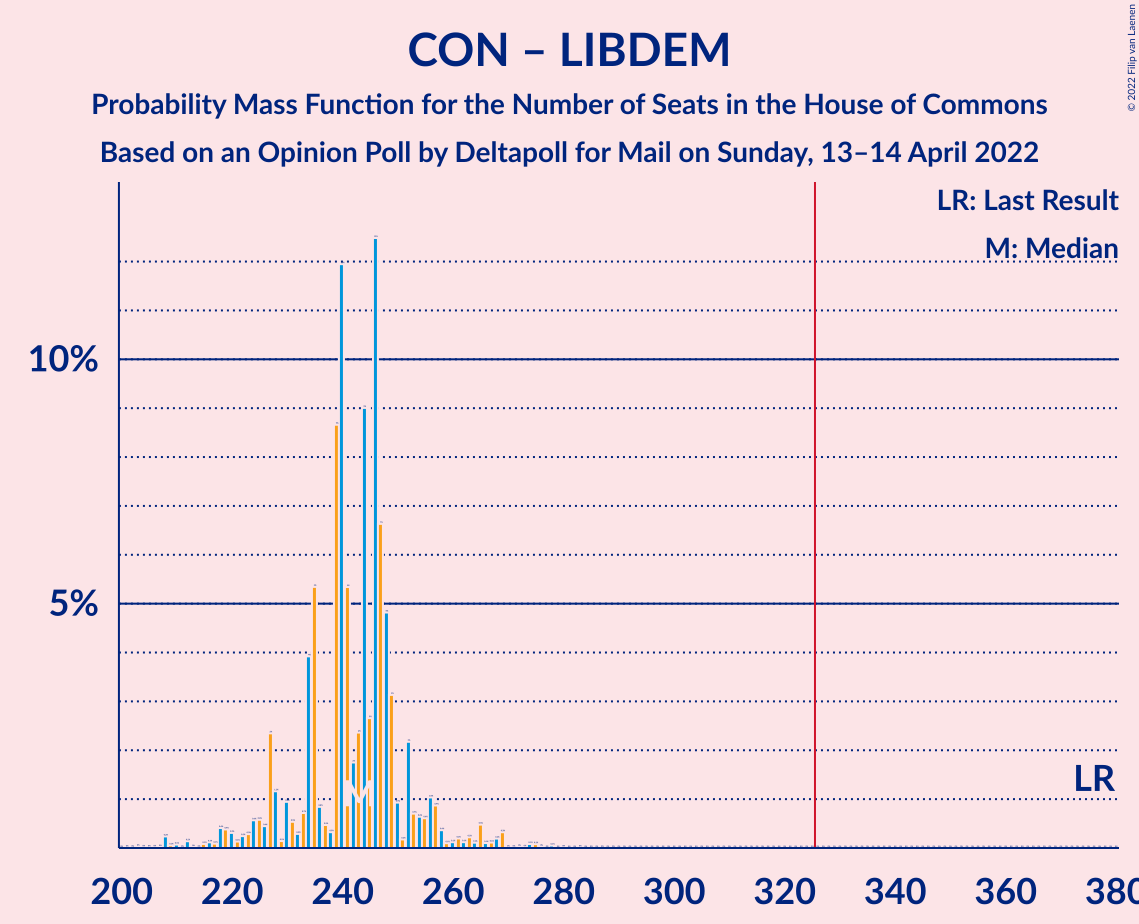 CON – LIBDEM
Probability Mass Function for the Number of Seats in the House of Commons
Based on an Opinion Poll by Deltapoll for Mail on Sunday, 13–14 April 2022
© 2022 Filip van Laenen
LR: Last Result
M: Median
10%
5%
M
LR
200 220 240 260 280 300 320 340 360 380